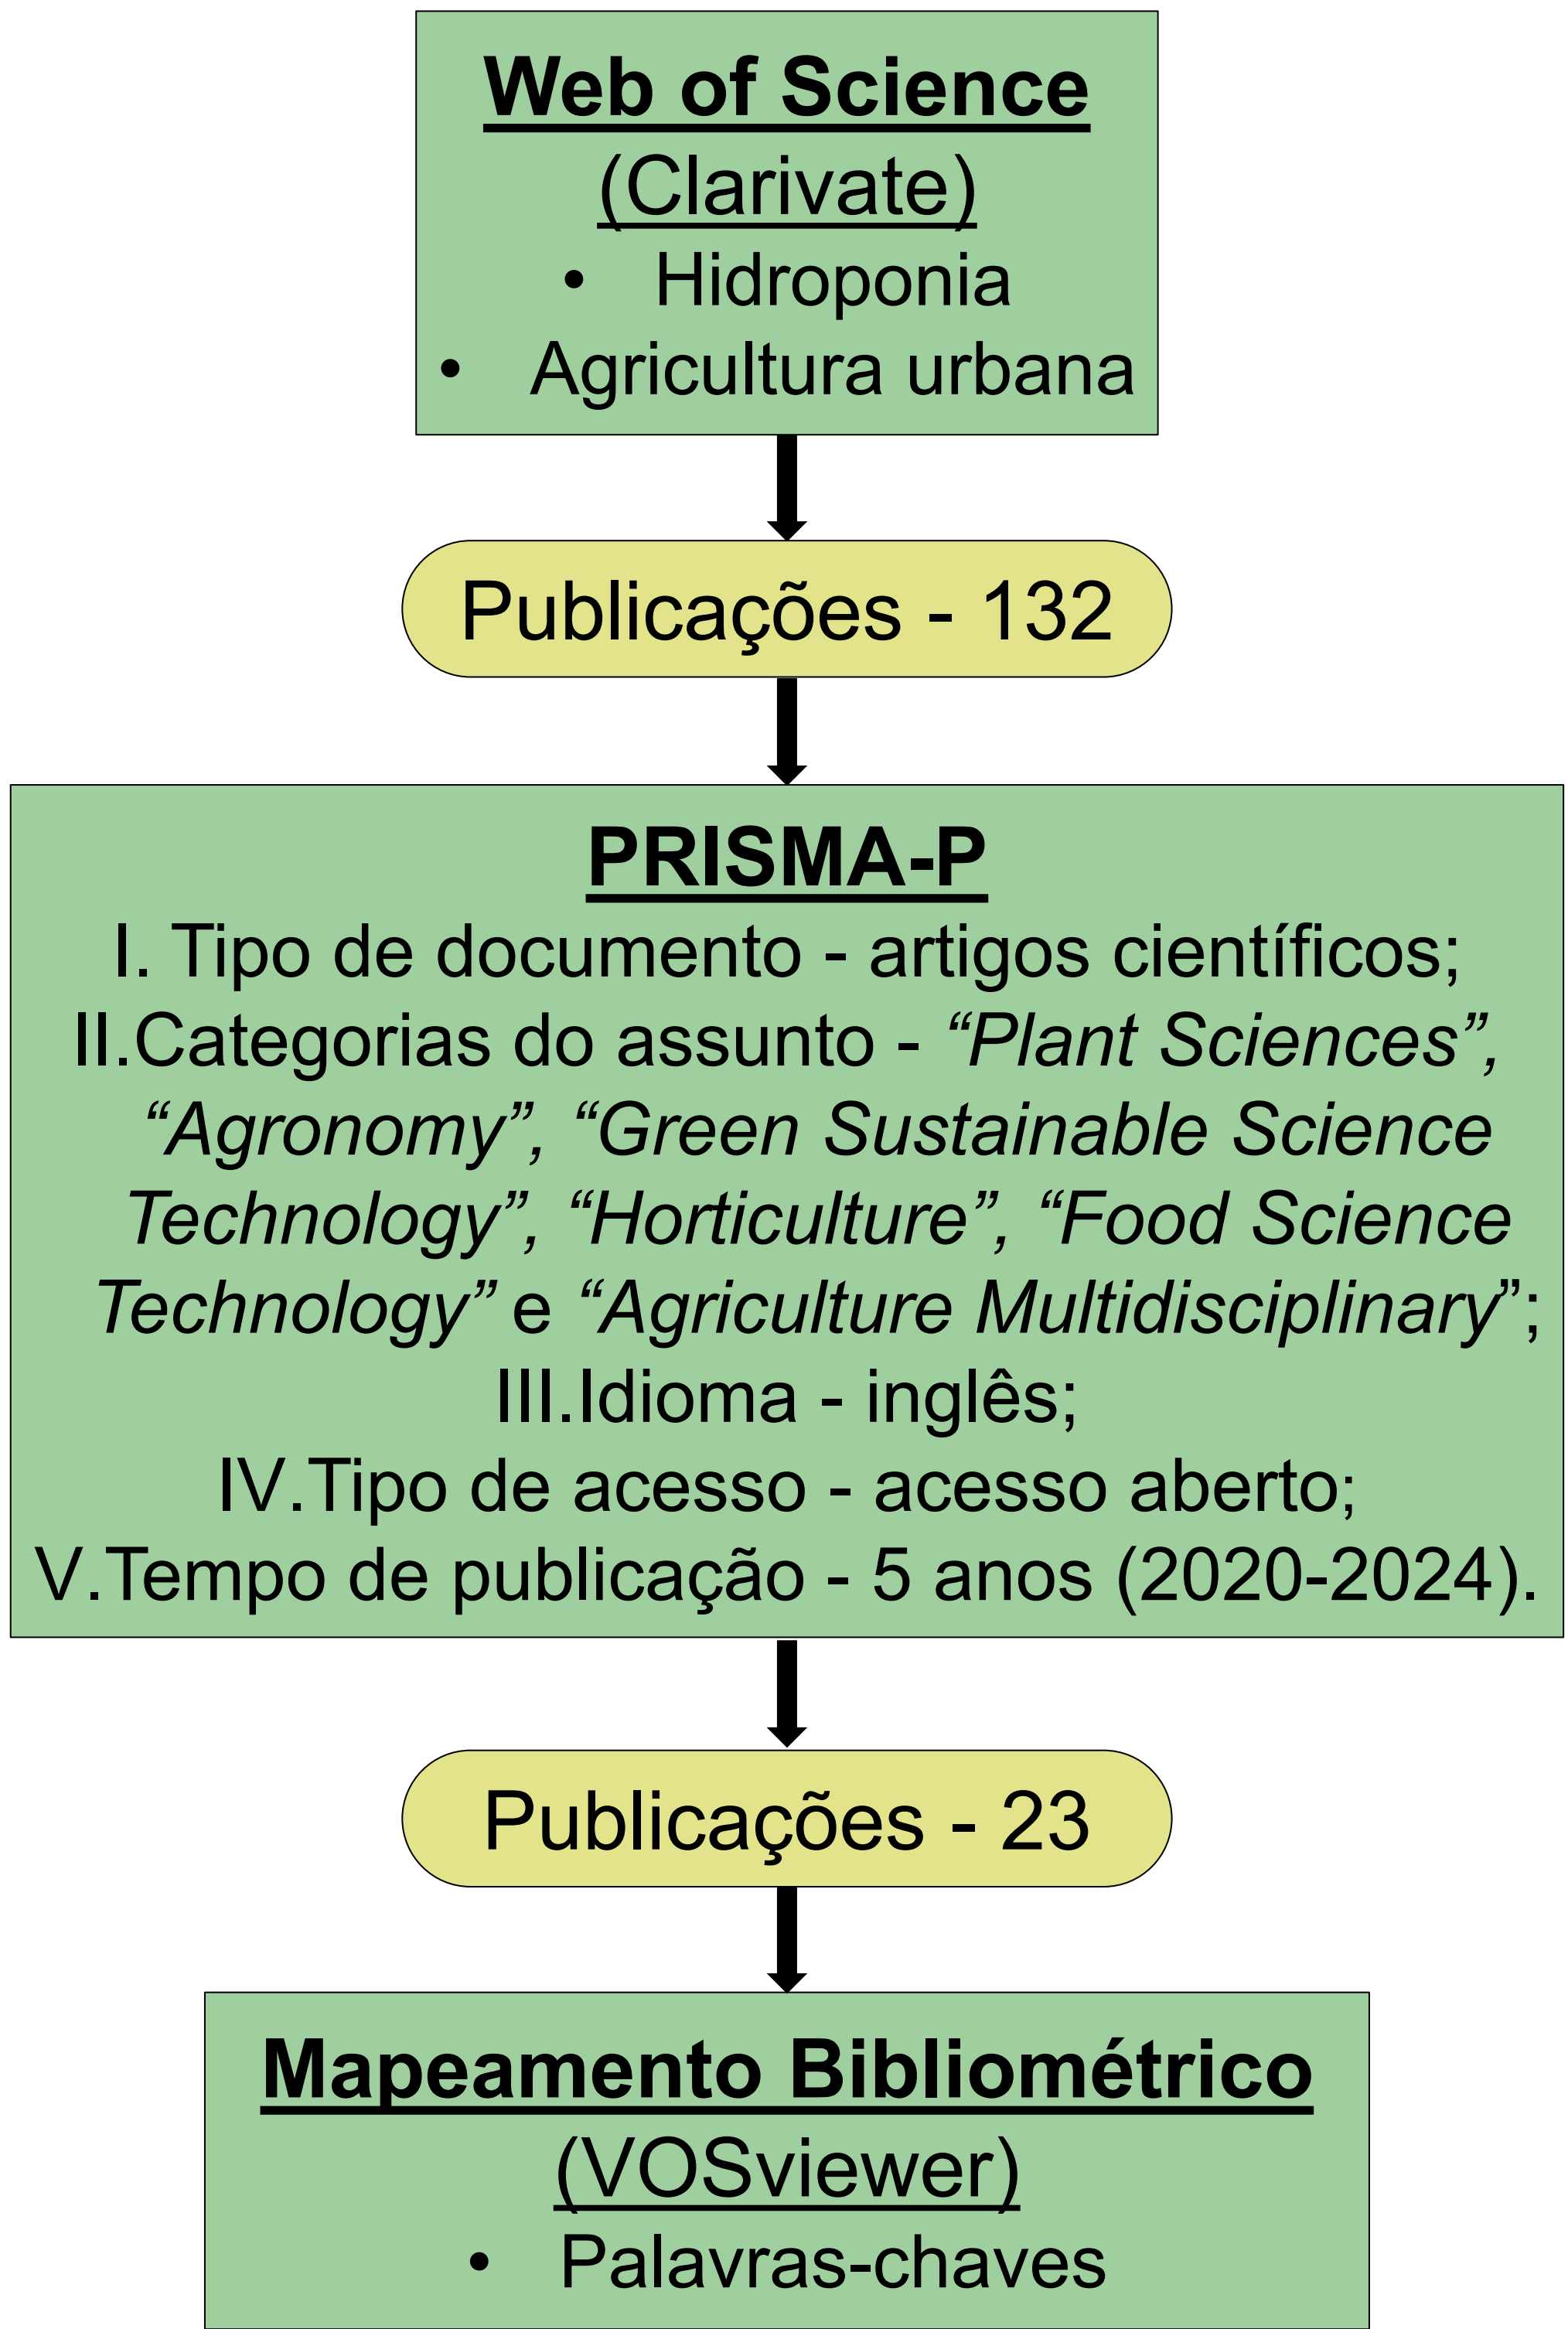 Web of Science
(Clarivate)
• Hidroponia
• Agricultura urbana
Publicações - 132
PRISMA-P
I. Tipo de documento - artigos científicos;
II.Categorias do assunto - “Plant Sciences”,
“Agronomy”, “Green Sustainable Science
Technology”, “Horticulture”, “Food Science
Technology” e “Agriculture Multidisciplinary”;
III.Idioma - inglês;
IV.Tipo de acesso - acesso aberto;
V.Tempo de publicação - 5 anos (2020-2024).
Publicações - 23
Mapeamento Bibliométrico
(VOSviewer)
• Palavras-chaves